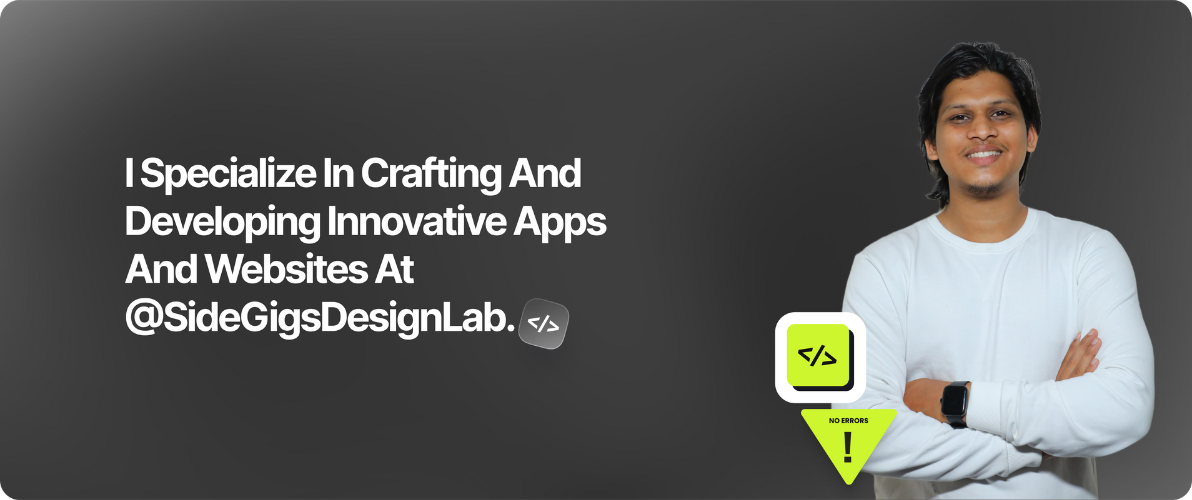 I Specialize In Crafting And
Developing Innovative Apps
And Websites At
@SideGigsDesignLab.
</>
</>
NO ERRORS
!